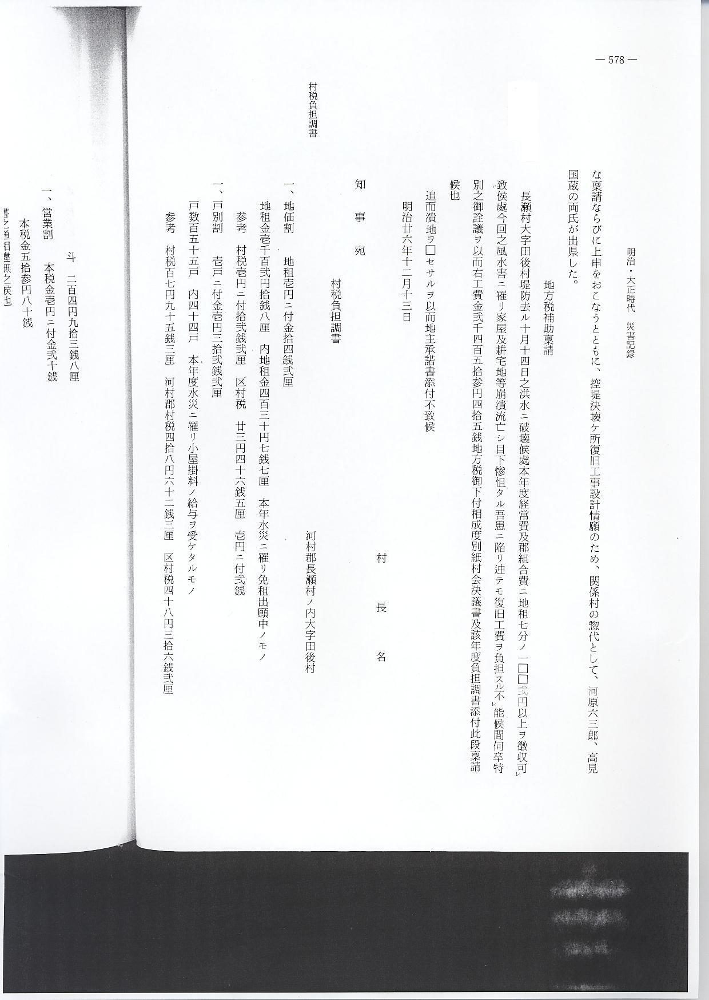 ― 578 ―
明治・大正時代　災害記録
な稟請ならびに上申をおこなうとともに、控堤決壊ケ所復旧工事設計情願のため、関係村の惣代として、河原六三郎、高見
国蔵の両氏が出県した。
地方税補助稟請
長瀬村大字田後村堤防去ル十月十四日之洪水ニ破壊候處本年度経常費及郡組合費ニ地租七分ノ一□□弐円以上ヲ徴収可レ
致候處今回之風水害ニ罹リ家屋及耕宅地等崩潰流亡シ目下惨怛タル吾患ニ陥リ迚テモ復旧工費ヲ負担スル不レ能候間何卒特
別之御詮議ヲ以而右工費金弐千四百五拾参円四拾五銭地方税御下付相成度別紙村会決議書及該年度負担調書添付此段稟請
候也
追而潰地ヲ□セサルヲ以而地主承諾書添付不致候
明治廿六年十二月十三日
村長名
知事宛
村税負担調書
村税負担調書
河村郡長瀬村ノ内大字田後村
一、地価割　地租壱円ニ付金拾四銭弐厘
地租金壱千百弐円拾銭八厘　内地租金四百三十円七銭七厘　本年水災ニ罹リ免租出願中ノモノ
参考　村税壱円ニ付拾弐銭弐厘　区村税　廿三円四十六銭五厘　壱円ニ付弐銭
一、戸別割　壱戸ニ付金壱円三拾弐銭弐厘
戸数百五十五戸　内四十四戸　本年度水災ニ罹リ小屋掛料ノ給与ヲ受ケタルモノ
参考　村税百七円九十五銭三厘　河村郡村税四拾八円六十二銭三厘　区村税四十八円三拾六銭弐厘
斗　二百四円九拾三銭八厘
一、営業割　本税金壱円ニ付金弐十銭
本税金五拾参円八十銭
書之通相違無之候也